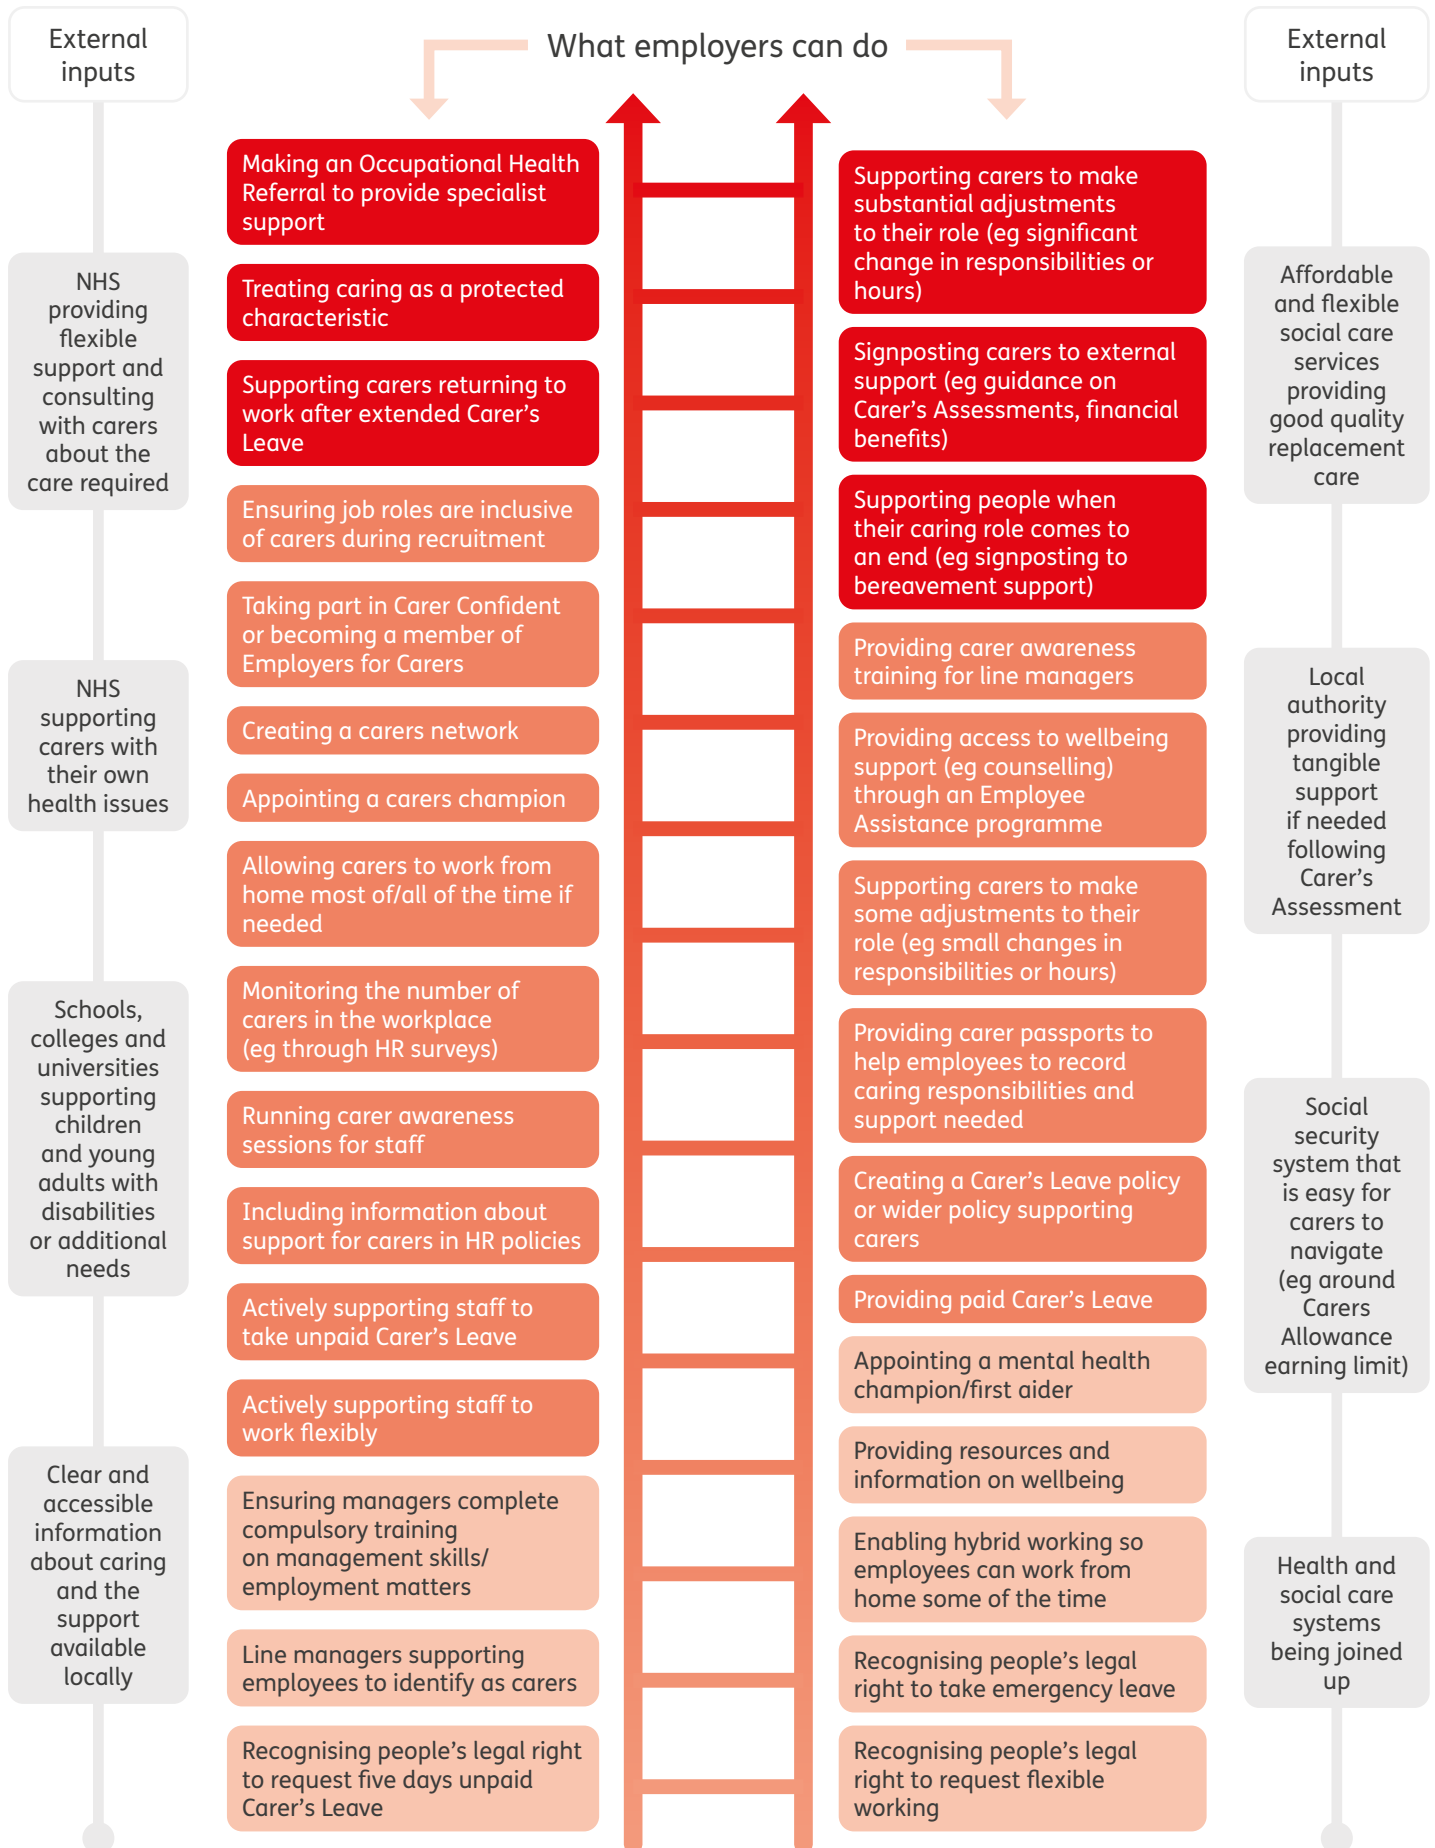 External
inputs
What employers can do
External
inputs
NHS
providing
flexible
support and
consulting
with carers
about the
care required
NHS
supporting
carers with
their own
health issues
Schools,
colleges and
universities
supporting
children
and young
adults with
disabilities
or additional
needs
Clear and
accessible
information
about caring
and the
support
available
locally
Making an Occupational Health
Referral to provide specialist
support
Treating caring as a protected
characteristic
Supporting carers returning to
work after extended Carer’s
Leave
Ensuring job roles are inclusive
of carers during recruitment
Taking part in Carer Confident
or becoming a member of
Employers for Carers
Creating a carers network
Appointing a carers champion
Allowing carers to work from
home most of/all of the time if
needed
Monitoring the number of
carers in the workplace
(eg through HR surveys)
Running carer awareness
sessions for staff
Including information about
support for carers in HR policies
Actively supporting staff to
take unpaid Carer’s Leave
Actively supporting staff to
work flexibly
Ensuring managers complete
compulsory training
on management skills/
employment matters
Line managers supporting
employees to identify as carers
Recognising people’s legal right
to request five days unpaid
Carer’s Leave
Supporting carers to make
substantial adjustments
to their role (eg significant
change in responsibilities or
hours)
Signposting carers to external
support (eg guidance on
Carer’s Assessments, financial
benefits)
Supporting people when
their caring role comes to
an end (eg signposting to
bereavement support)
Providing carer awareness
training for line managers
Providing access to wellbeing
support (eg counselling)
through an Employee
Assistance programme
Supporting carers to make
some adjustments to their
role (eg small changes in
responsibilities or hours)
Providing carer passports to
help employees to record
caring responsibilities and
support needed
Creating a Carer’s Leave policy
or wider policy supporting
carers
Providing paid Carer’s Leave
Appointing a mental health
champion/first aider
Providing resources and
information on wellbeing
Enabling hybrid working so
employees can work from
home some of the time
Recognising people’s legal
right to take emergency leave
Recognising people’s legal
right to request flexible
working
Affordable
and flexible
social care
services
providing
good quality
replacement
care
Local
authority
providing
tangible
support
if needed
following
Carer’s
Assessment
Social
security
system that
is easy for
carers to
navigate
(eg around
Carers
Allowance
earning limit)
Health and
social care
systems
being joined
up